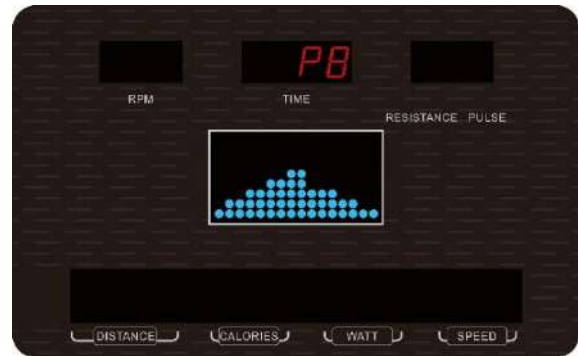 P8
RPM
TIME
RESISTANCE PULSE
DISTANCE
CALORIES
WATT
SPEED